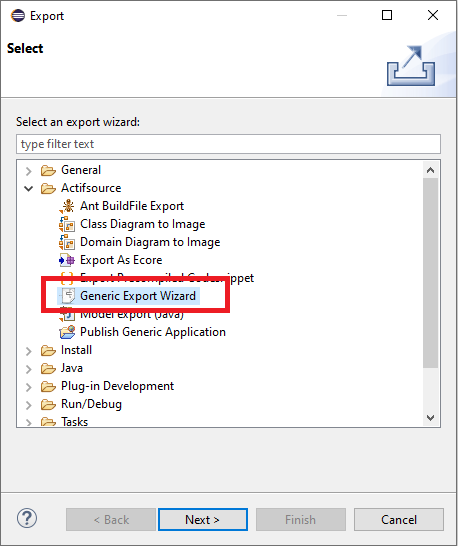 Export
Select
Select an export wizard:
type filter text
General
Actifsource
Ant BuildFile Export
Class Diagram to Image
Domain Diagram to Image
Export As Ecore
Export Precompiled Codesnippet
Generic Export Wizard
Model export (Java)
Publish Generic Application
Install
Java
Plug-in Development
Run/Debug
Tasks
? < Back Next > Finish Cancel